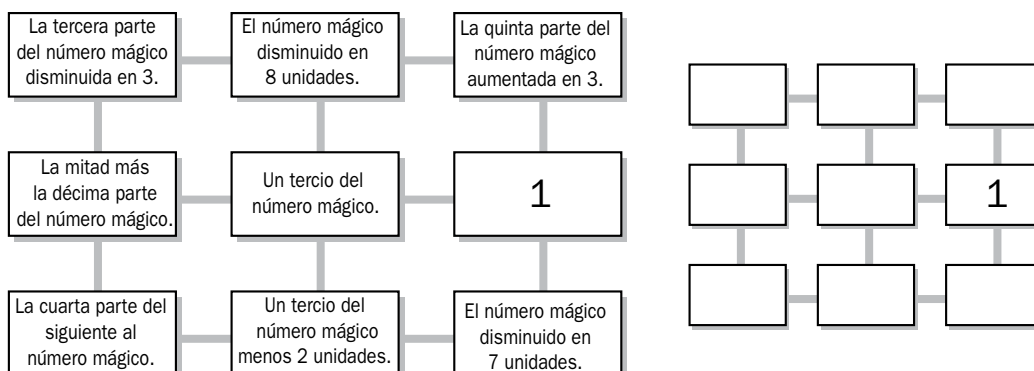 La tercera parte
del número mágico
disminuida en 3.
El número mágico
disminuido en
8 unidades.
La quinta parte del
número mágico
aumentada en 3.
La mitad más
la décima parte
del número mágico.
Un tercio del
número mágico.
1
La cuarta parte del
siguiente al
número mágico.
Un tercio del
número mágico
menos 2 unidades.
El número mágico
disminuido en
7 unidades.
1